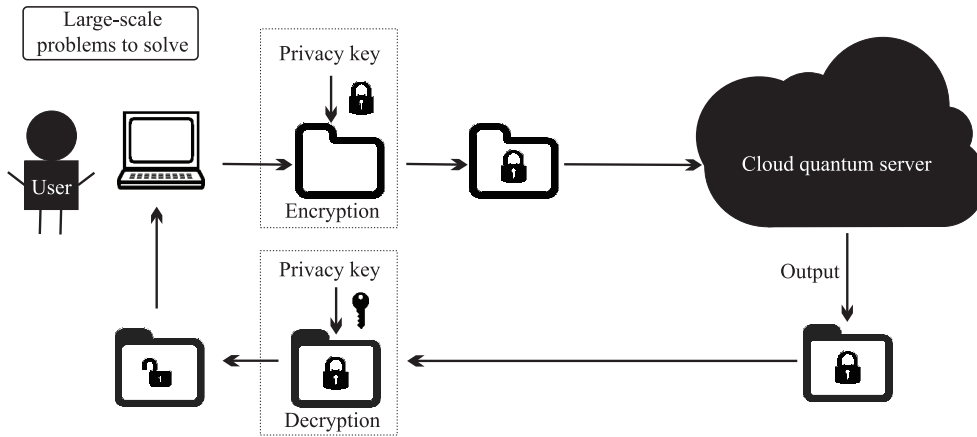 Large-scale
problems to solve
Privacy key
User
Encryption
Cloud quantum server
Privacy key
Output
Decryption